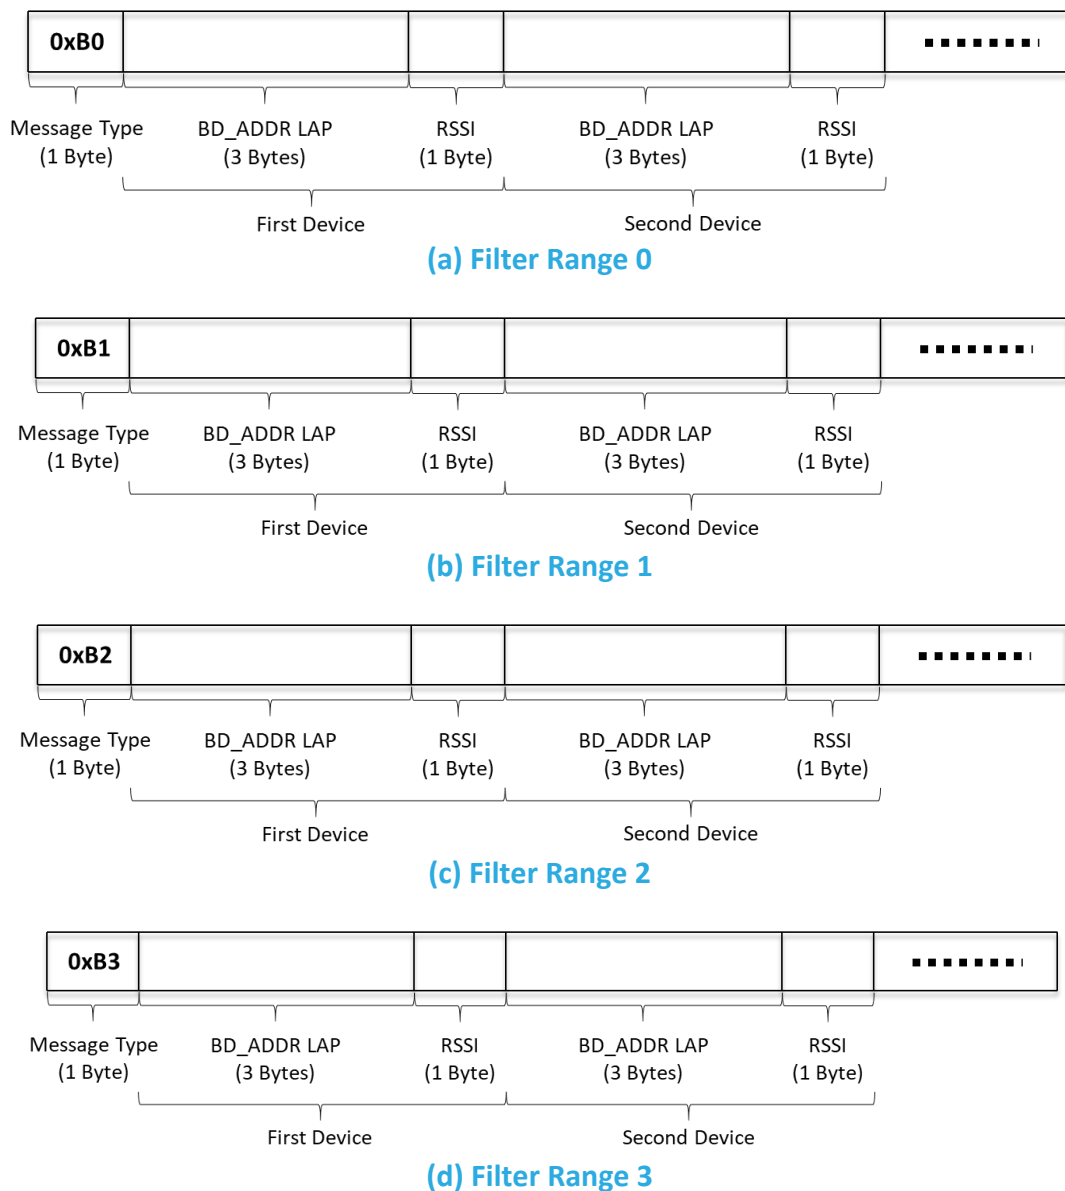 0xB0
Message Type BD_ADDR LAP RSSI BD_ADDR LAP RSSI
(1 Byte) (3 Bytes) (1 Byte) (3 Bytes) (1 Byte)
First Device Second Device
(a) Filter Range 0
0xB1
Message Type BD_ADDR LAP RSSI BD_ADDR LAP RSSI
(1 Byte) (3 Bytes) (1 Byte) (3 Bytes) (1 Byte)
First Device Second Device
(b) Filter Range 1
0xB2
Message Type BD_ADDR LAP RSSI BD_ADDR LAP RSSI
(1 Byte) (3 Bytes) (1 Byte) (3 Bytes) (1 Byte)
First Device Second Device
(c) Filter Range 2
0xB3
Message Type BD_ADDR LAP RSSI BD_ADDR LAP RSSI
(1 Byte) (3 Bytes) (1 Byte) (3 Bytes) (1 Byte)
First Device Second Device
(d) Filter Range 3